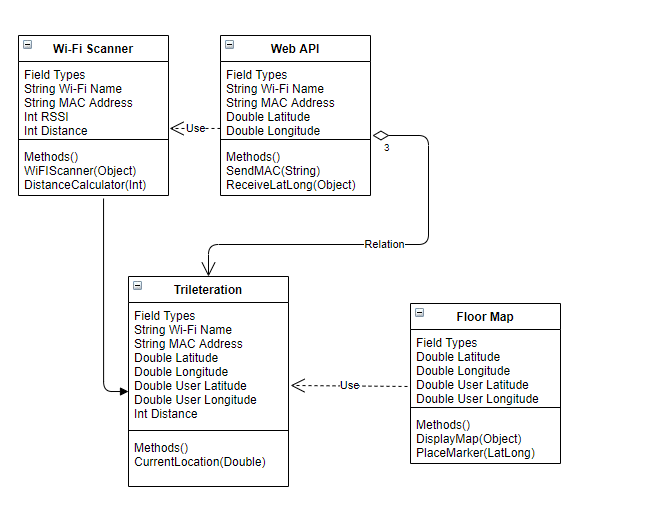 Wi-Fi Scanner
Field Types
String Wi-Fi Name
String MAC Address
Int RSSI
Int Distance
Methods()
WiFIScanner(Object)
DistanceCalculator(Int)
Use
Web API
Field Types
String Wi-Fi Name
String MAC Address
Double Latitude
Double Longitude
Methods()
SendMAC(String)
ReceiveLatLong(Object)
3
Relation
Trileteration
Field Types
String Wi-Fi Name
String MAC Address
Double Latitude
Double Longitude
Double User Latitude
Double User Longitude
Int Distance
Methods()
CurrentLocation(Double)
Use
Floor Map
Field Types
Double Latitude
Double Longitude
Double User Latitude
Double User Longitude
Methods()
DisplayMap(Object)
PlaceMarker(LatLong)